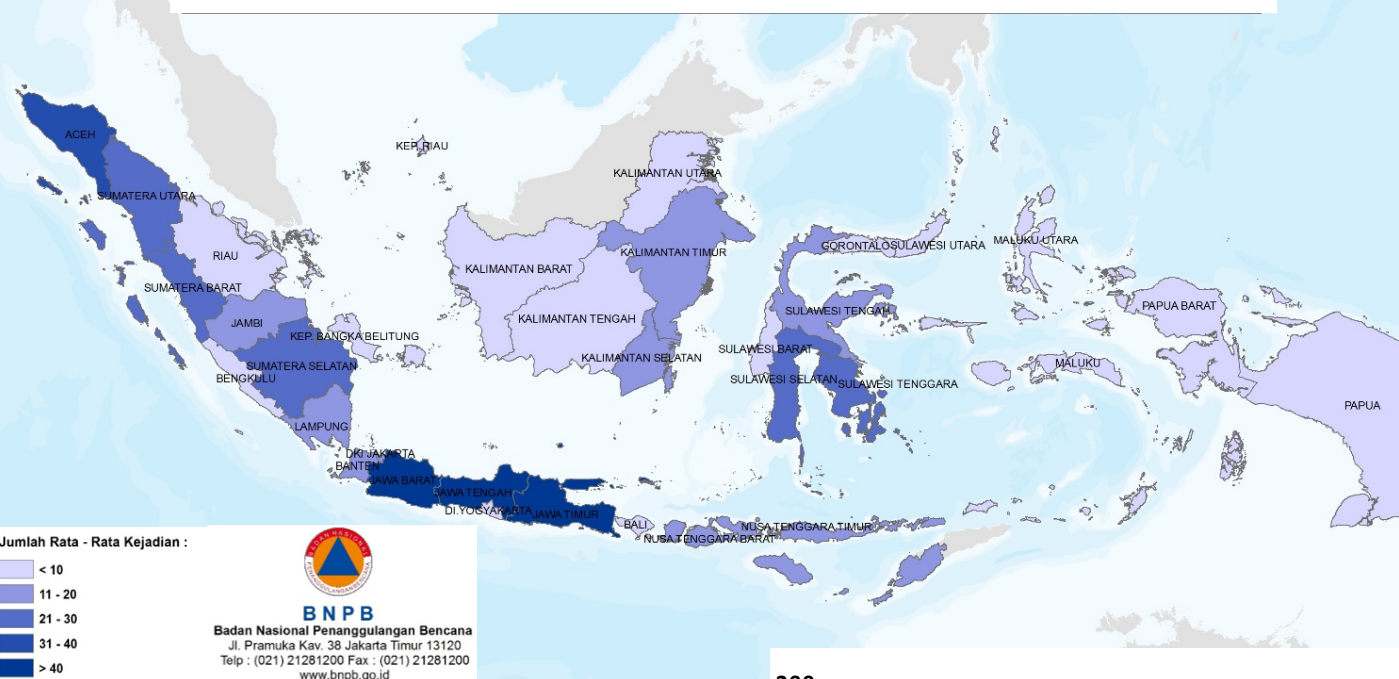 KEP. RIAU
ACEH
KALIMANTAN UTARA
SUMATERA UTARA
GORONTALO
SULAWESI UTARA
MALUKU UTARA
RIAU
KALIMANTAN TIMUR
KALIMANTAN BARAT
SUMATERA BARAT
PAPUA BARAT
JAMBI
KALIMANTAN TENGAH
SULAWESI TENGAH
KEP. BANGKA BELITUNG
SULAWESI BARAT
KALIMANTAN SELATAN
MALUKU
SUMATERA SELATAN
BENGKULU
SULAWESI SELATAN
SULAWESI TENGGARA
PAPUA
LAMPUNG
DKI JAKARTA
BANTEN
JAWA BARAT
JAWA TENGAH
DI.YOGYAKARTA
JAWA TIMUR
BALI
NUSA TENGGARA TIMUR
NUSA TENGGARA BARAT
Jumlah Rata - Rata Kejadian :
< 10
11 - 20
21 - 30
31 - 40
> 40
BADAN NASIONAL
PENANGGULANGAN BENCANA
BNPB
Badan Nasional Penanggulangan Bencana
Jl. Pramuka Kav. 38 Jakarta Timur 13120
Telp : (021) 21281200 Fax : (021) 21281200
www.bnpb.go.id